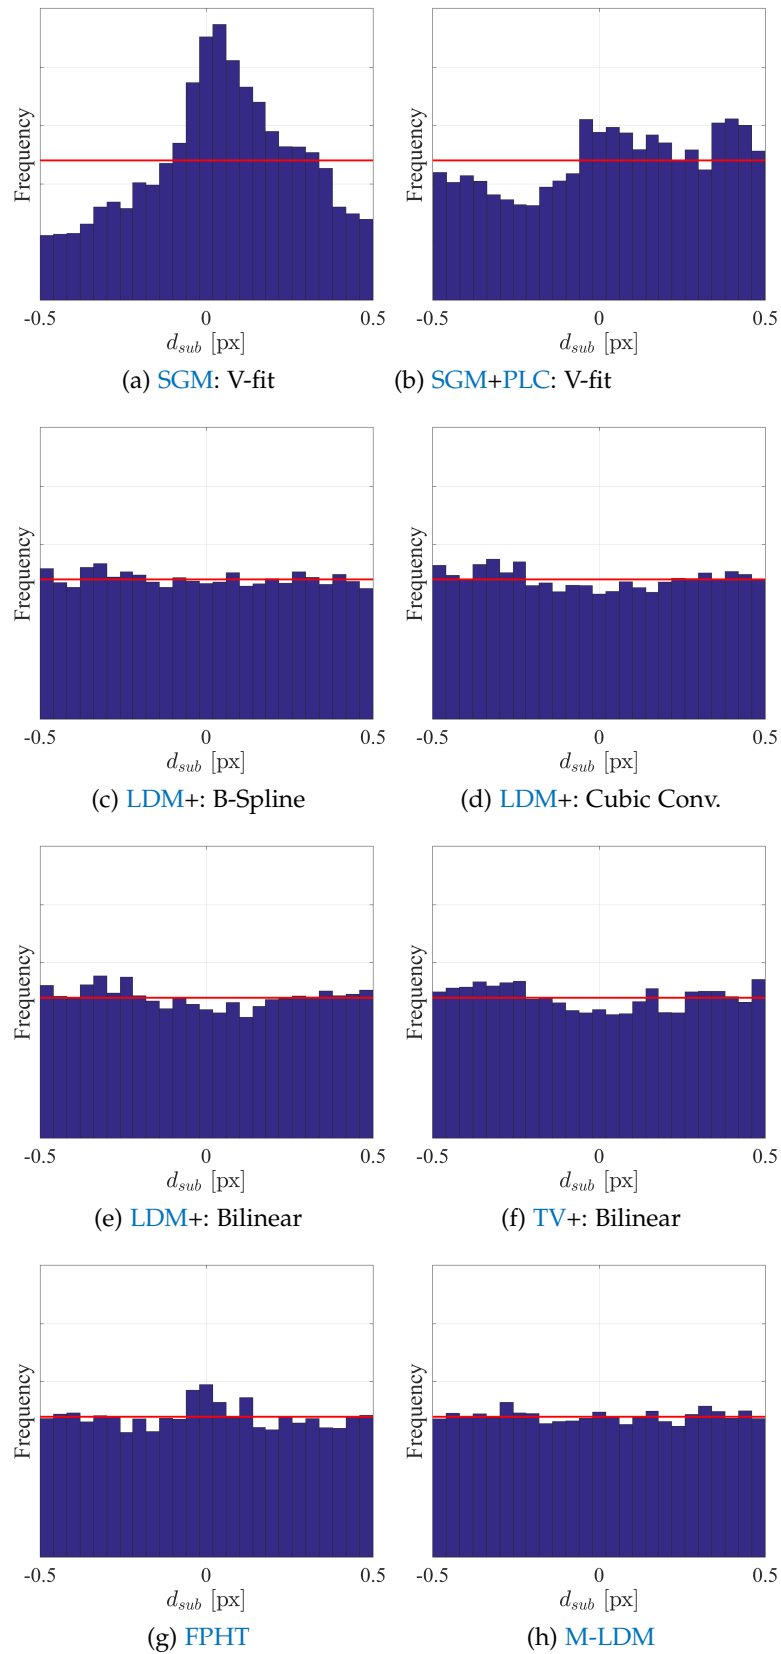 Frequency
-0.5 0 0.5
d_sub [px]
(a) SGM: V-fit
Frequency
-0.5 0 0.5
d_sub [px]
(b) SGM+PLC: V-fit
Frequency
-0.5 0 0.5
d_sub [px]
(c) LDM+: B-Spline
Frequency
-0.5 0 0.5
d_sub [px]
(d) LDM+: Cubic Conv.
Frequency
-0.5 0 0.5
d_sub [px]
(e) LDM+: Bilinear
Frequency
-0.5 0 0.5
d_sub [px]
(f) TV+: Bilinear
Frequency
-0.5 0 0.5
d_sub [px]
(g) FPHT
Frequency
-0.5 0 0.5
d_sub [px]
(h) M-LDM